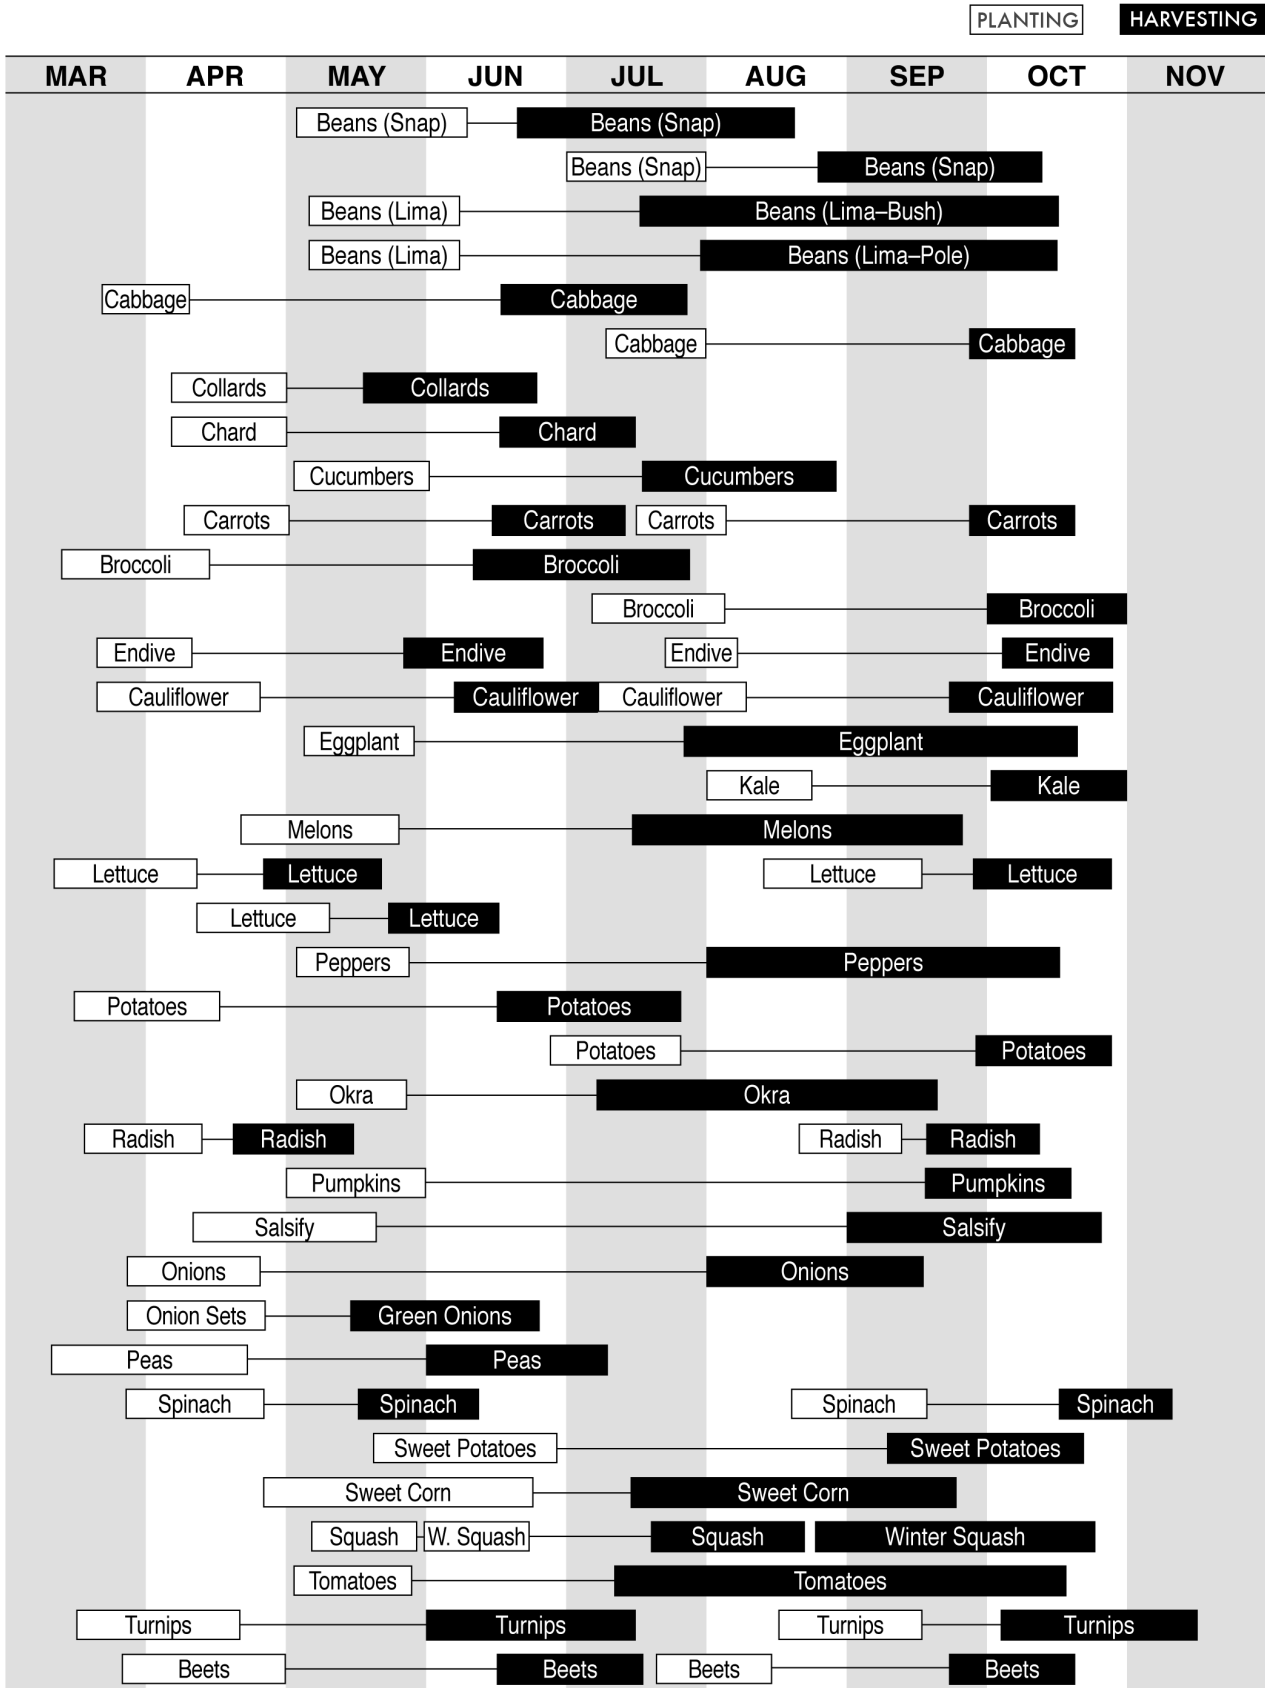 PLANTING HARVESTING
MAR APR MAY JUN JUL AUG SEP OCT NOV
Beans (Snap) Beans (Snap)
Beans (Snap) Beans (Snap)
Beans (Lima) Beans (Lima–Bush)
Beans (Lima) Beans (Lima–Pole)
Cabbage Cabbage
Cabbage Cabbage
Collards Collards
Chard Chard
Cucumbers Cucumbers
Carrots Carrots Carrots Carrots
Broccoli Broccoli
Broccoli Broccoli
Endive Endive Endive Endive
Cauliflower Cauliflower Cauliflower Cauliflower
Eggplant Eggplant
Kale Kale
Melons Melons
Lettuce Lettuce Lettuce Lettuce
Lettuce Lettuce
Peppers Peppers
Potatoes Potatoes
Potatoes Potatoes
Okra Okra
Radish Radish Radish Radish
Pumpkins Pumpkins
Salsify Salsify
Onions Onions
Onion Sets Green Onions
Peas Peas
Spinach Spinach Spinach Spinach
Sweet Potatoes Sweet Potatoes
Sweet Corn Sweet Corn
Squash W. Squash Squash Winter Squash
Tomatoes Tomatoes
Turnips Turnips Turnips Turnips
Beets Beets Beets Beets